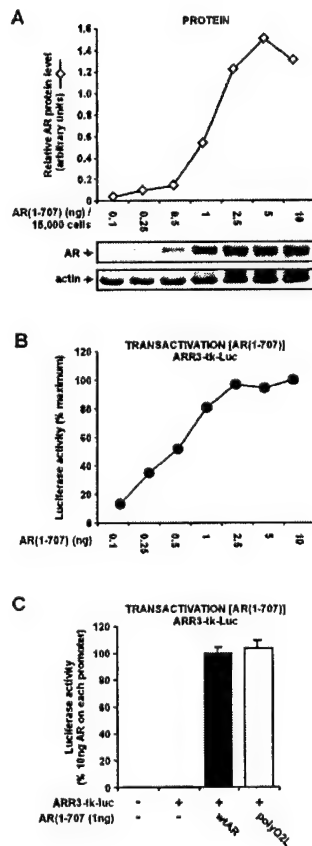 A
PROTEIN
Relative AR protein level
(arbitrary units)
1.6
1.4
1.2
1.0
0.8
0.6
0.4
0.2
0
AR(1-707) (ng) /
15,000 cells
0.1
0.25
0.5
1
2.5
5
10
AR
actin
B
TRANSACTIVATION [AR(1-707)]
ARR3-tk-Luc
Luciferase activity (% maximum)
120
100
80
60
40
20
0
AR(1-707) (ng)
0.1
0.25
0.5
1
2.5
5
10
C
TRANSACTIVATION [AR(1-707)]
ARR3-tk-Luc
Luciferase activity
(% 10ng AR on each promoter)
120
100
80
60
40
20
0
ARR3-tk-luc - + + +
AR(1-707 (1ng) - - wtAR polyQ2L